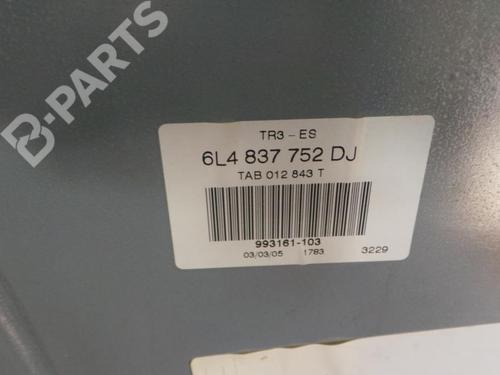 B-PARTS
TR3-ES
6L4 837 752 DJ
TAB 012 843 T
993161-103
03/03/05 1783 3229